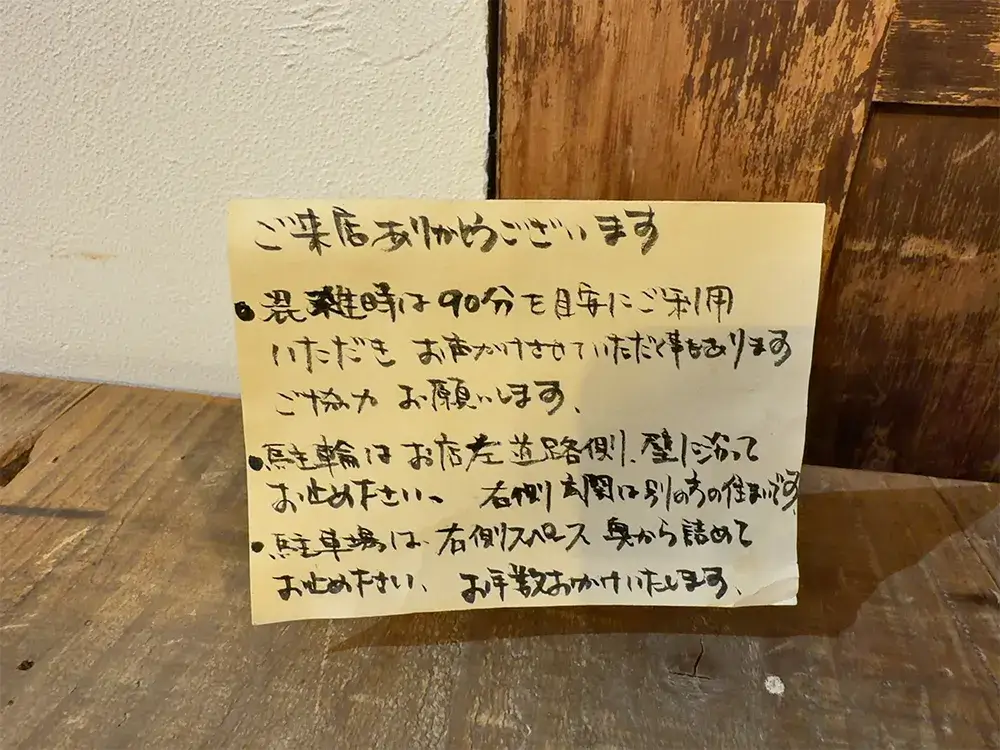 ご来店ありがとうございます
• 混雑時は90分を目安にご利用
いただき お声かけさせていただく事もあります
ご協力 お願いします、
• 駐輪はお店左道路側、壁に沿って
お止め下さい、 右側玄関は別の方の住まいです
• 駐車場は、右側スペース 奥から詰めて
お止め下さい、 お手数おかけいたします、